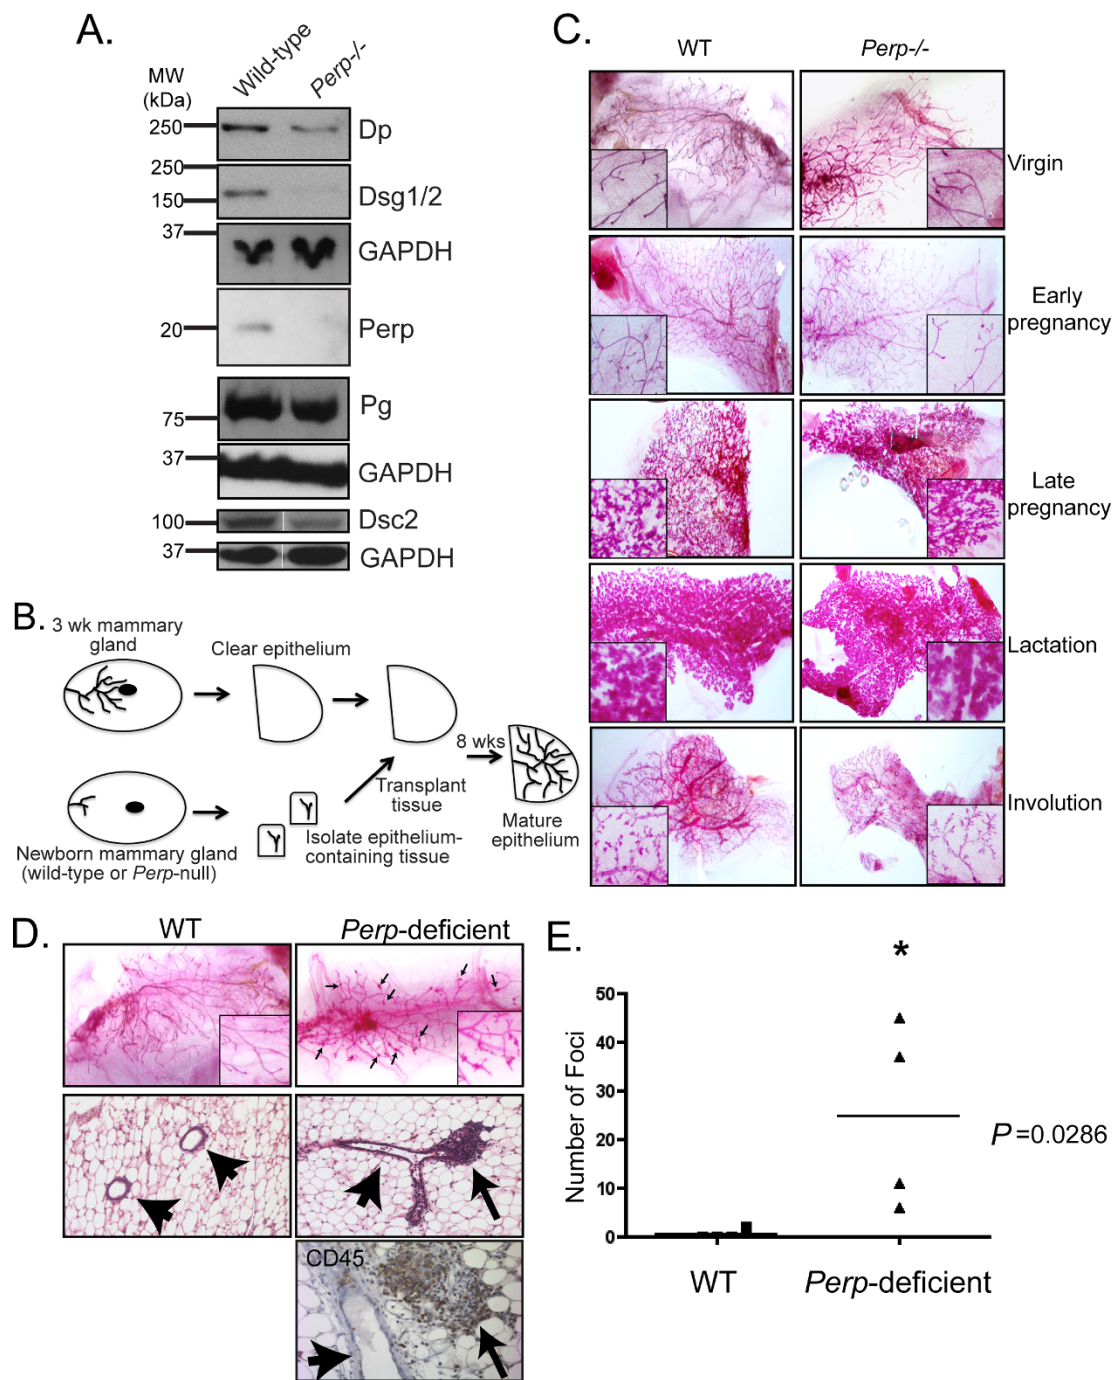 A.
MW
(kDa)
Wild-type
Perp-/-
250
Dp
250
150
Dsg1/2
37
GAPDH
20
Perp
75
Pg
37
GAPDH
100
Dsc2
37
GAPDH
B.
3 wk mammary
gland
Clear epithelium
8 wks
Transplant
tissue
Mature
epithelium
Isolate epithelium-
containing tissue
Newborn mammary gland
(wild-type or Perp-null)
C.
WT
Perp-/-
Virgin
Early
pregnancy
Late
pregnancy
Lactation
Involution
D.
WT
Perp-deficient
CD45
E.
*
Number of Foci
50
40
30
20
10
0
P=0.0286
WT
Perp-deficient